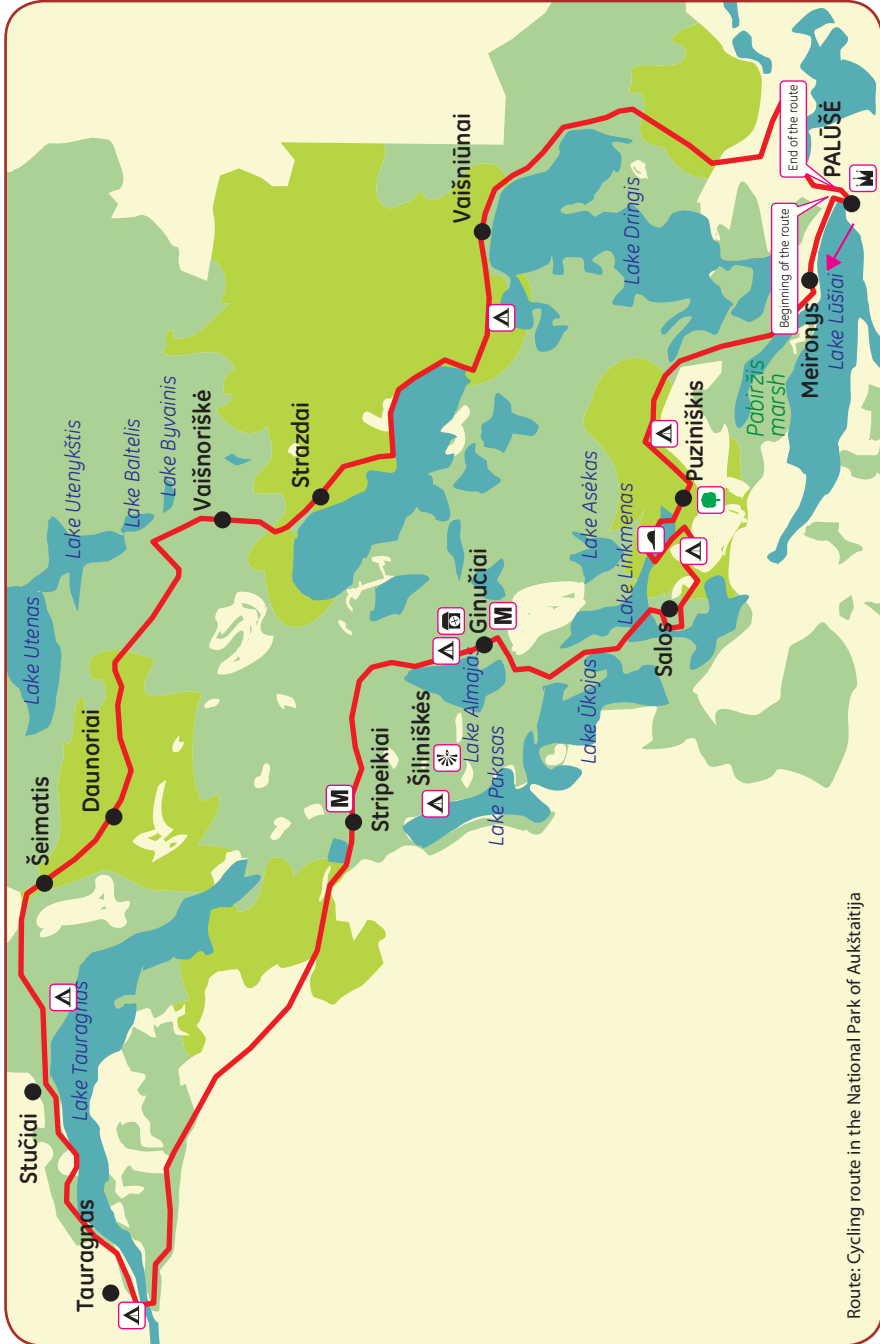 Tauragnas
Stučiai
Lake Tauragnas
Šeimatis
Daunoriai
Lake Utenas
Lake Utenykštis
Lake Baltelis
Lake Byvainis
Vaišnoriškė
Strazdai
Vaišniūnai
Lake Dringis
M
Stripeikiai
Šiliniškės
Lake Pakasas
Lake Almajas
Ginučiai
M
Lake Ūkojas
Salos
Lake Linkmenas
Lake Asekas
Puziniškis
Pabiržis
marsh
Meironys
Lake Lūšiai
Beginning of the route
End of the route
PALŪŠĖ
Route: Cycling route in the National Park of Aukštaitija